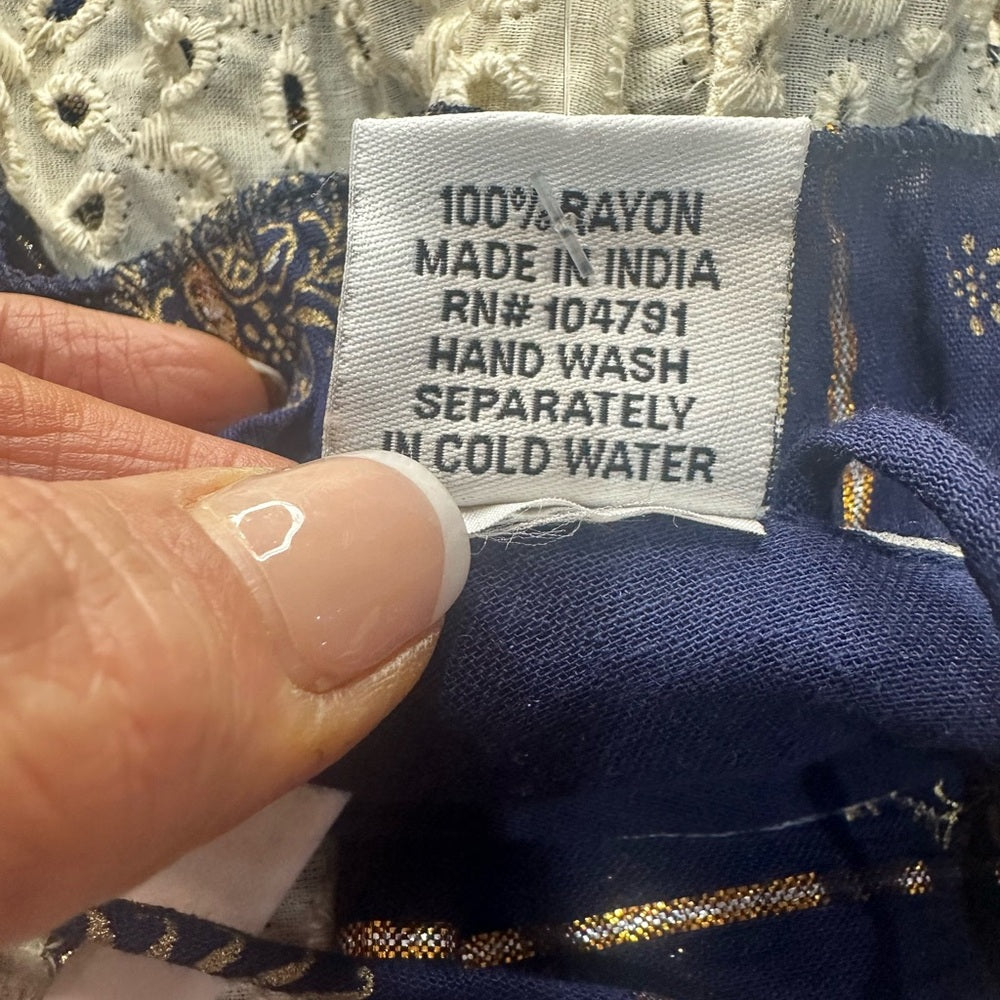 100% RAYON
MADE IN INDIA
RN# 104791
HAND WASH
SEPARATELY
IN COLD WATER